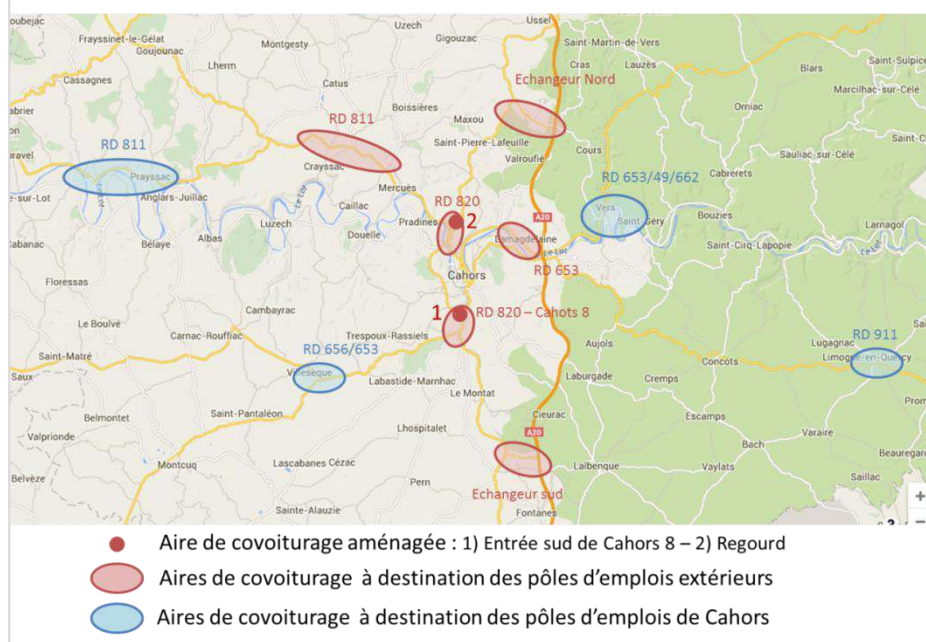 Uzech
Ussel
Frayssinet-le-Gélat
Montgesty
Gigouzac
Saint-Martin-de-Vers
Goujounac
Saint-Sulpice
Lherm
Cras
Lauzès
Blars
Cassagnes
Catus
Echangeur Nord
Marcilhac-sur-Célé
Boissières
Maxou
Orniac
RD 811
RD 811
Saint-Pierre-Lafeuille
Cours
Sauliac-sur-Célé
Crayssac
Valroufié
Cabrerets
Prayssac
Mercuès
RD 653/49/662
Anglars-Juillac
Caillac
RD 820
Vers
Pradines
2
A20
Saint-Géry
Bouziès
Larnagol
Albas
Luzech
Douelle
Lamagdelaine
Bélaye
Le Lot
Saint-Cirq-Lapopie
Le Lot
RD 653
Floressas
Cahors
Cambayrac
1
RD 820 – Cahots 8
Le Boulvé
Carnac-Rouffiac
Trespoux-Rassiels
Aujols
Lugagnac
RD 911
Saint-Matré
RD 656/653
Concots
Limogne-en-Quercy
Saux
Villesèque
Labastide-Marnhac
Laburgade
Cremps
Le Montat
Saint-Pantaléon
Cieurac
Escamps
Belmontet
Lhospitalet
A20
Varaire
Valprionde
Bach
Beauregard
Montcuq
Lascabanes
Cézac
Lalbenque
Vaylats
Belvèze
Pern
Echangeur sud
Saillac
Sainte-Alauzie
Fontanes
Aire de covoiturage aménagée : 1) Entrée sud de Cahors 8 – 2) Regourd
Aires de covoiturage à destination des pôles d'emplois extérieurs
Aires de covoiturage à destination des pôles d'emplois de Cahors